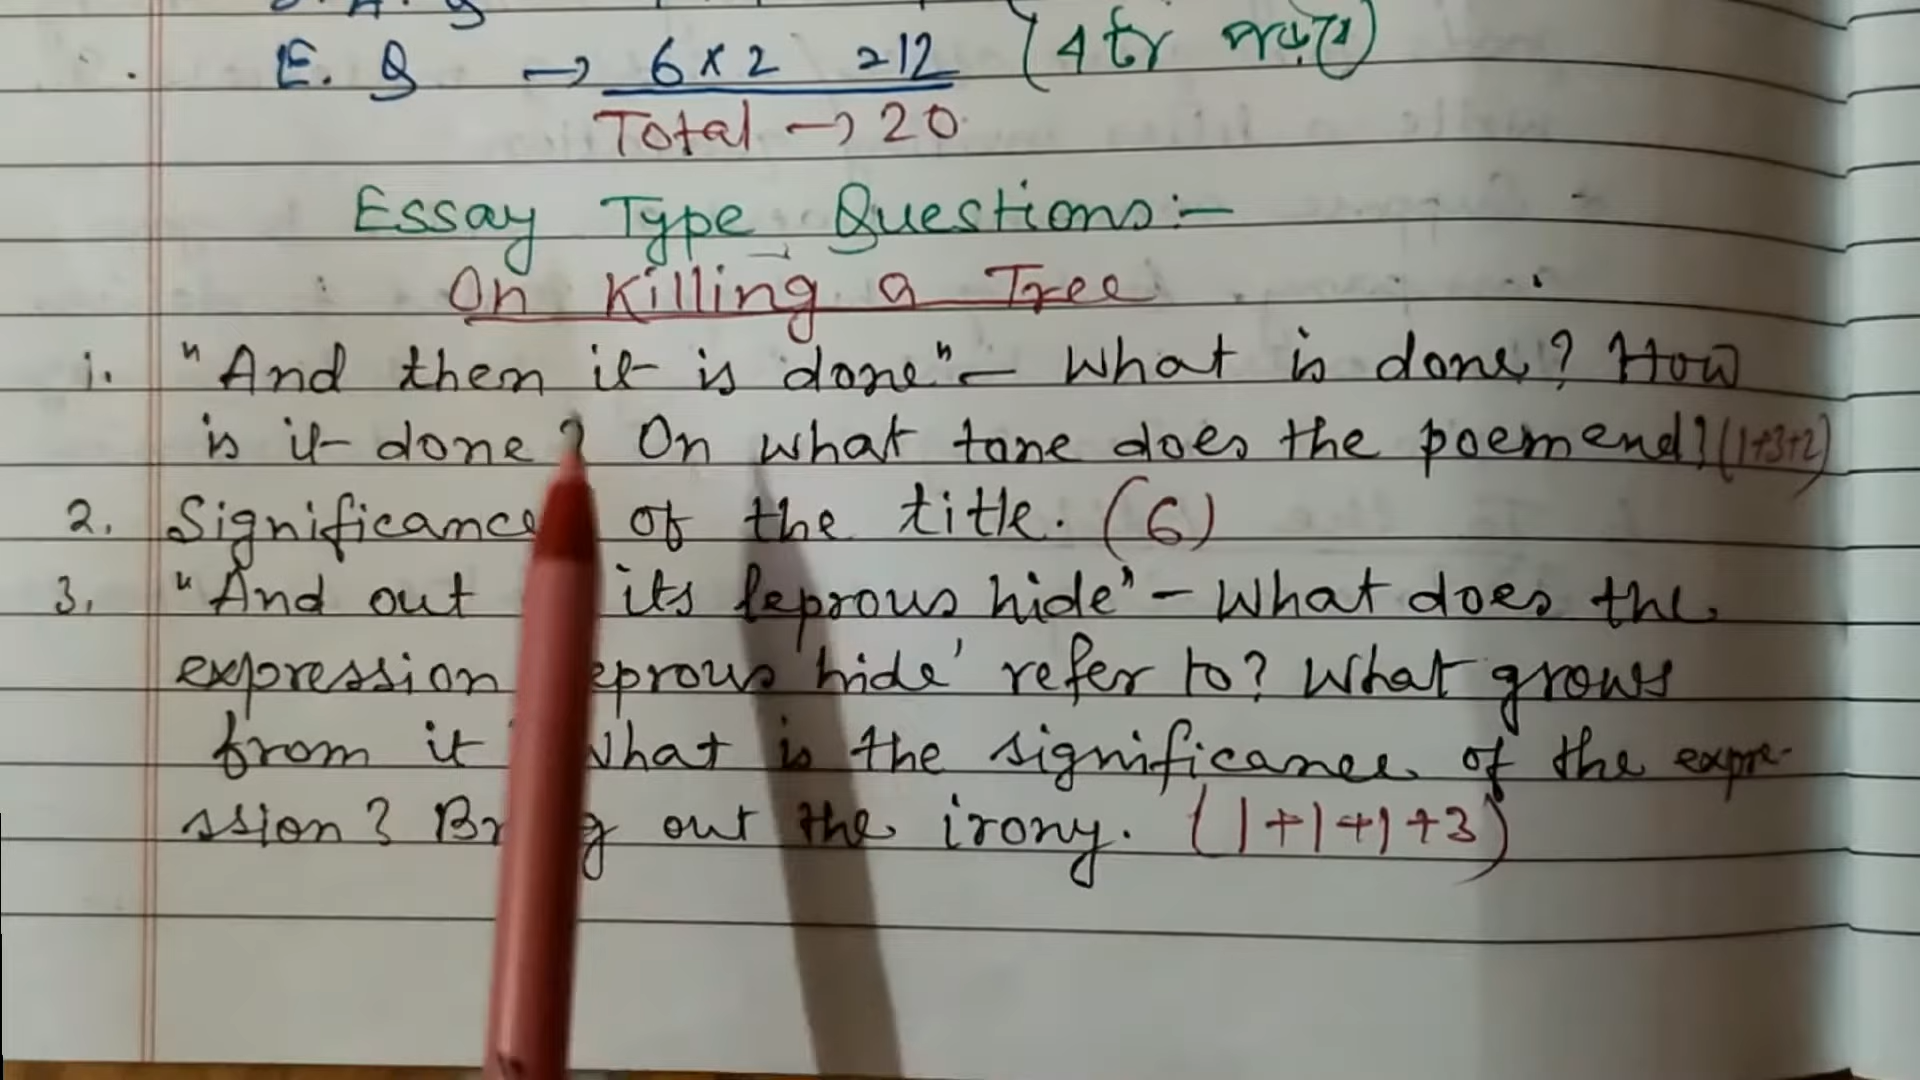 E. Q → 6 x 2 = 12 (4 টে
Total → 20
Essay Type Questions:-
On Killing a Tree
1. "And then it is done" - What is done? How
is it done? On what tone does the poem end? (1+3+2)
2. Significance of the title. (6)
3. "And out its leprous hide" - What does the
expression eprous hide' refer to? What grows
from it What is the significance of the expre-
ssion? Bring out the irony. (1+1+1+3)